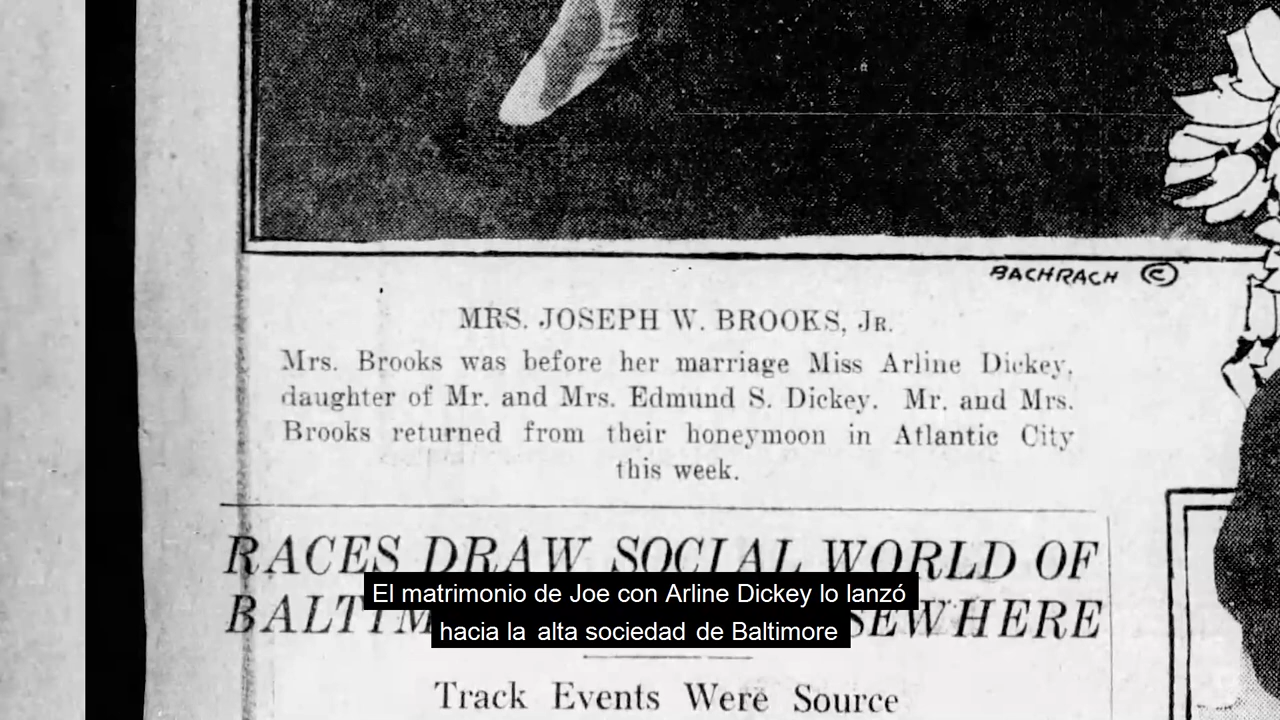 BACHRACH ©
MRS. JOSEPH W. BROOKS, JR.
Mrs. Brooks was before her marriage Miss Arline Dickey,
daughter of Mr. and Mrs. Edmund S. Dickey. Mr. and Mrs.
Brooks returned from their honeymoon in Atlantic City
this week.
RACES DRAW SOCIAL WORLD OF
El matrimonio de Joe con Arline Dickey lo lanzó
hacia la alta sociedad de Baltimore
Track Events Were Source